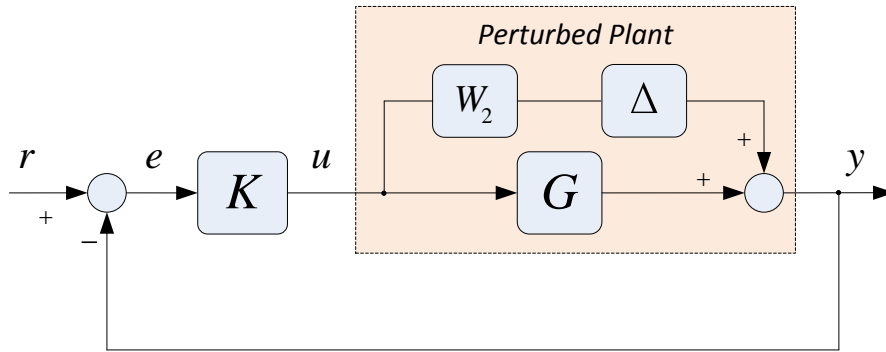 Perturbed Plant
W₂
Δ
+
r
e
u
y
K
G
+
+
−